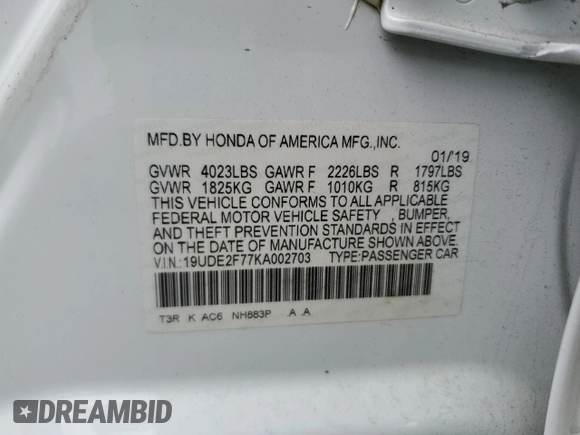 MFD.BY HONDA OF AMERICA MFG.,INC.
01/'19
GVWR 4023LBS GAWR F 2226LBS R 1797LBS
GVWR 1825KG GAWR F 1010KG R 815KG
THIS VEHICLE CONFORMS TO ALL APPLICABLE
FEDERAL MOTOR VEHICLE SAFETY , BUMPER,
AND THEFT PREVENTION STANDARDS IN EFFECT
ON THE DATE OF MANUFACTURE SHOWN ABOVE.
VIN:19UDE2F77KA002703 TYPE:PASSENGER CAR
T3R K AC6 NH883P .A .A
DREAMBID